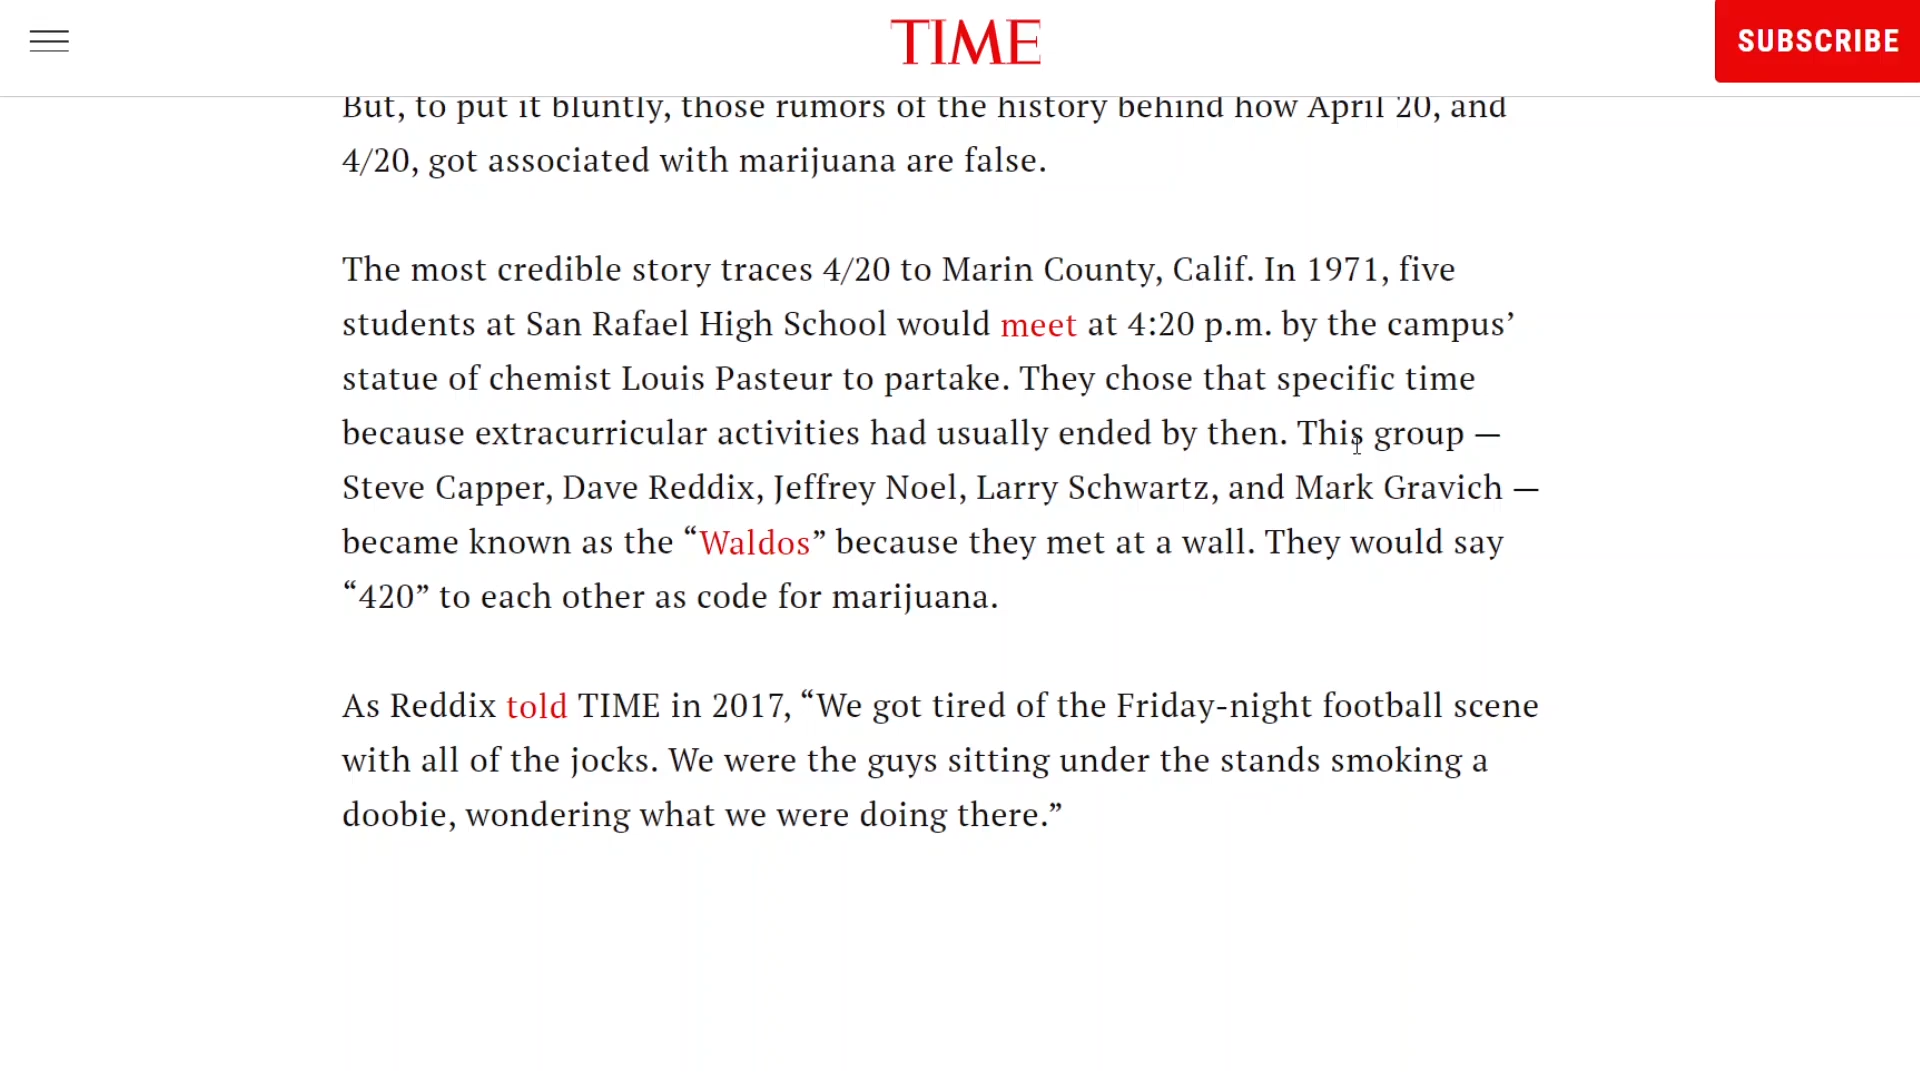 TIME
SUBSCRIBE
But, to put it bluntly, those rumors of the history behind how April 20, and
4/20, got associated with marijuana are false.
The most credible story traces 4/20 to Marin County, Calif. In 1971, five
students at San Rafael High School would meet at 4:20 p.m. by the campus’
statue of chemist Louis Pasteur to partake. They chose that specific time
because extracurricular activities had usually ended by then. This group —
Steve Capper, Dave Reddix, Jeffrey Noel, Larry Schwartz, and Mark Gravich —
became known as the “Waldos” because they met at a wall. They would say
“420” to each other as code for marijuana.
As Reddix told TIME in 2017, “We got tired of the Friday-night football scene
with all of the jocks. We were the guys sitting under the stands smoking a
doobie, wondering what we were doing there.”